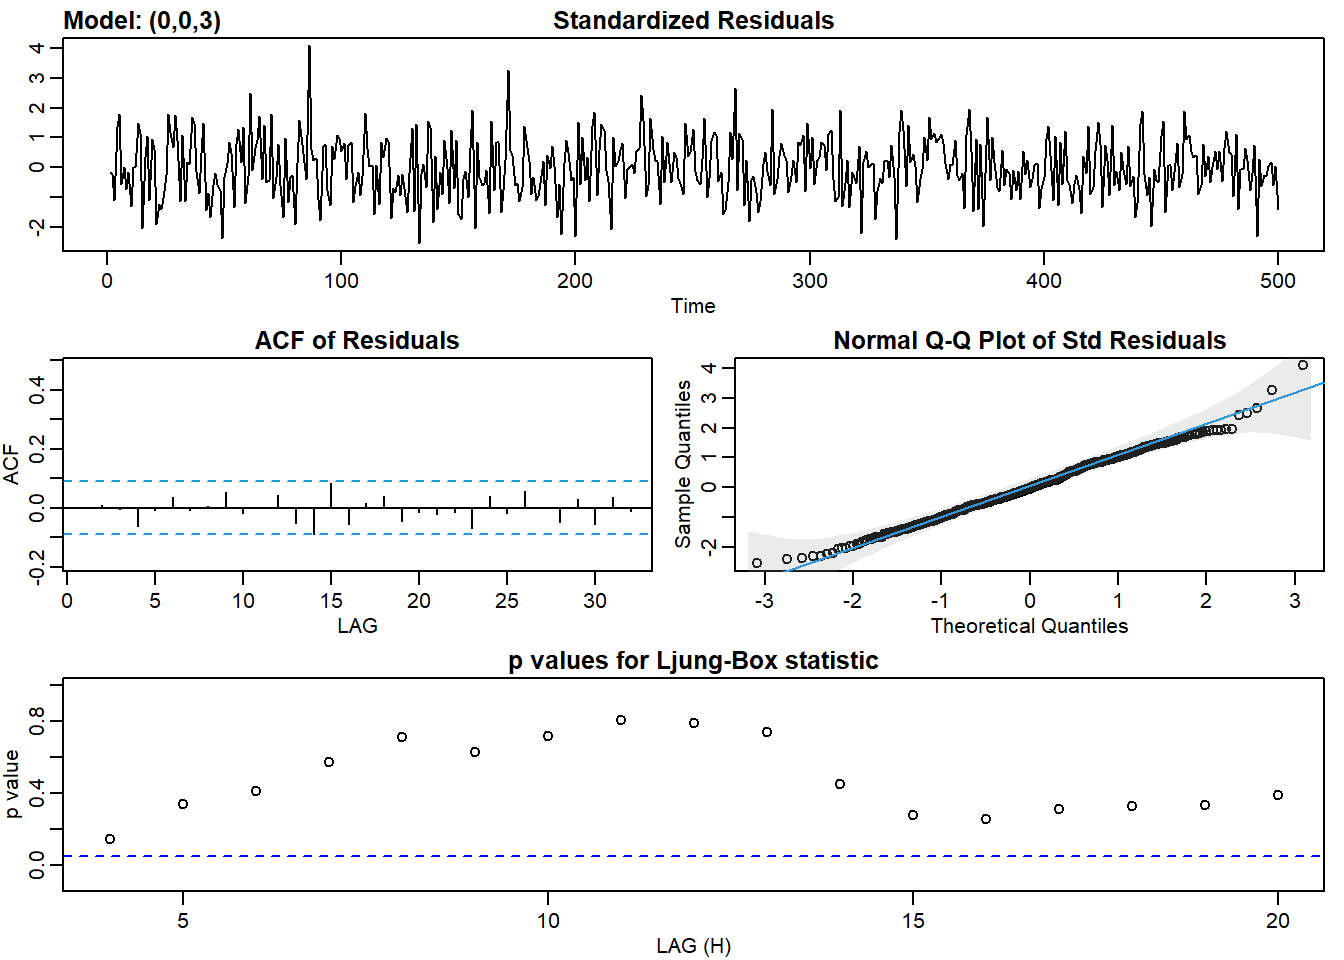 Model: (0,0,3) Standardized Residuals
4
3
2
1
0
-2
0 100 200 300 400 500
Time
ACF of Residuals
ACF
0.4
0.2
0.0
-0.2
0 5 10 15 20 25 30
LAG
Normal Q-Q Plot of Std Residuals
Sample Quantiles
4
3
2
1
0
-2
-3 -2 -1 0 1 2 3
Theoretical Quantiles
p values for Ljung-Box statistic
p value
0.8
0.4
0.0
5 10 15 20
LAG (H)